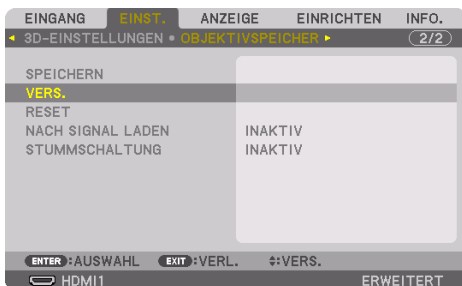 EINGANG EINST. ANZEIGE EINRICHTEN INFO.
3D-EINSTELLUNGEN • OBJEKTIVSPEICHER 2/2
SPEICHERN
VERS.
RESET
NACH SIGNAL LADEN INAKTIV
STUMMSCHALTUNG INAKTIV
ENTER :AUSWAHL EXIT :VERL. :VERS.
HDMI1 ERWEITERT